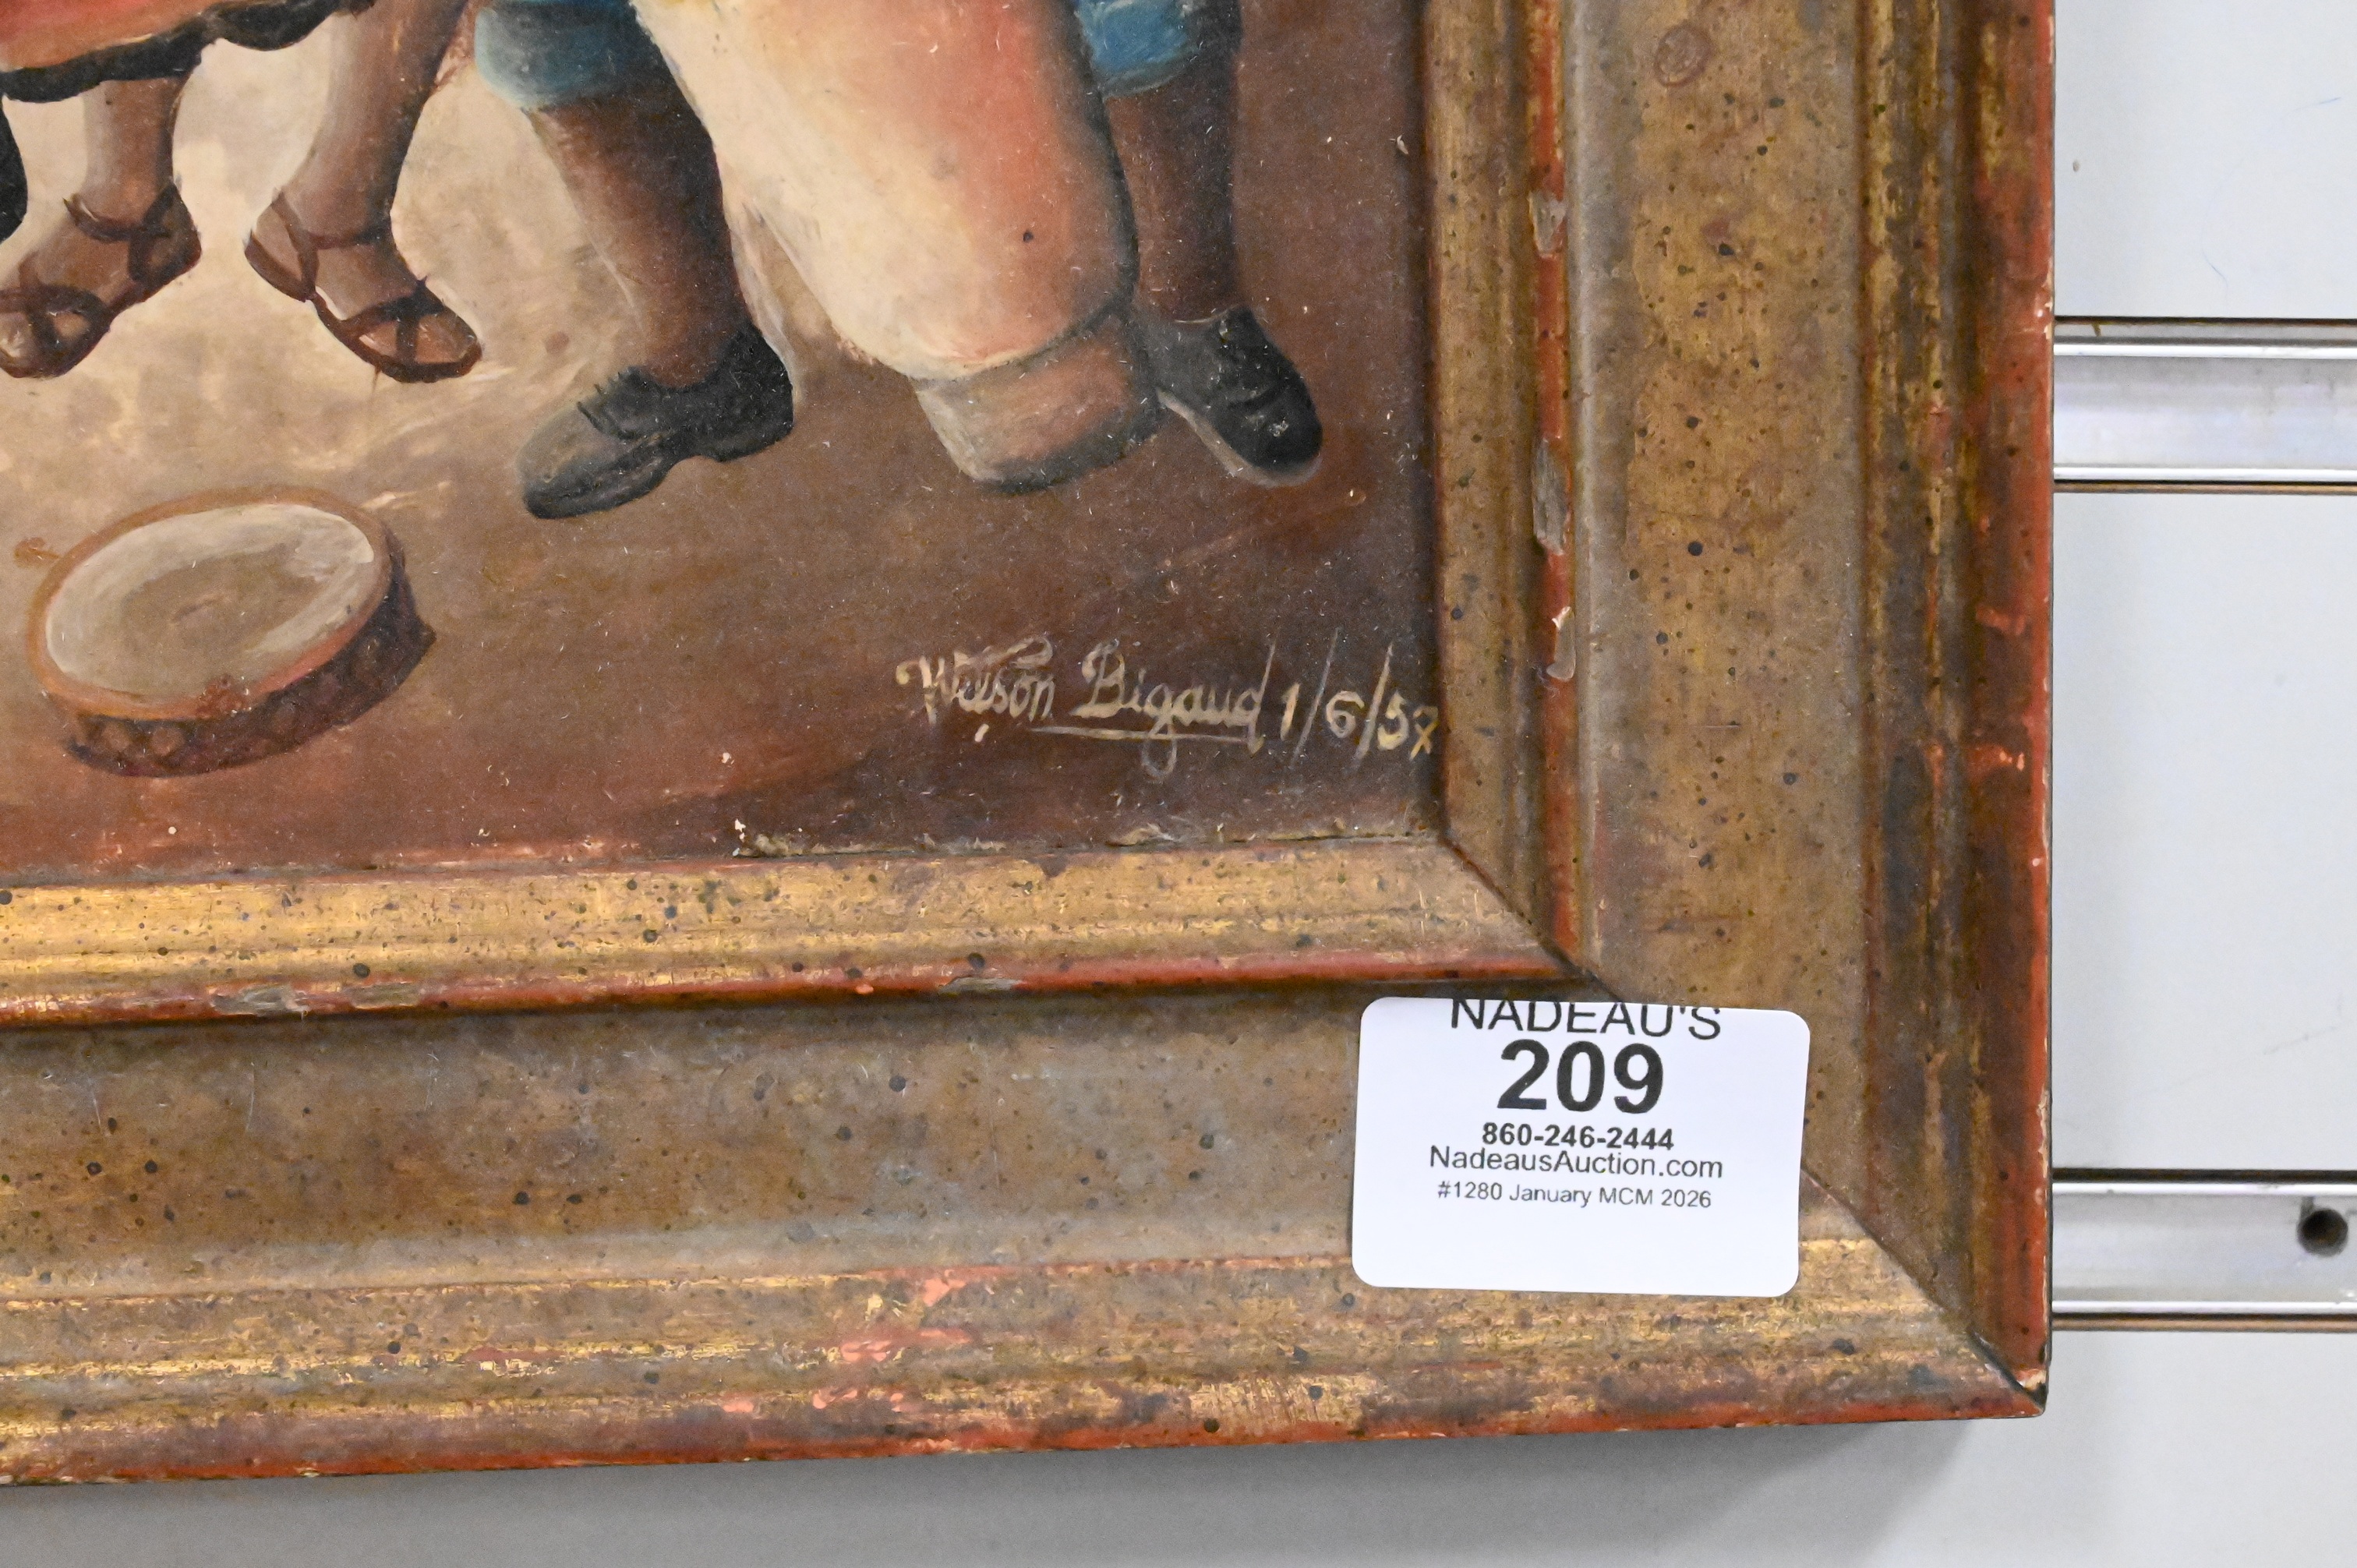 Wilson Bigaud 1/6/57
NADEAU'S
209
860-246-2444
NadeausAuction.com
#1280 January MCM 2026